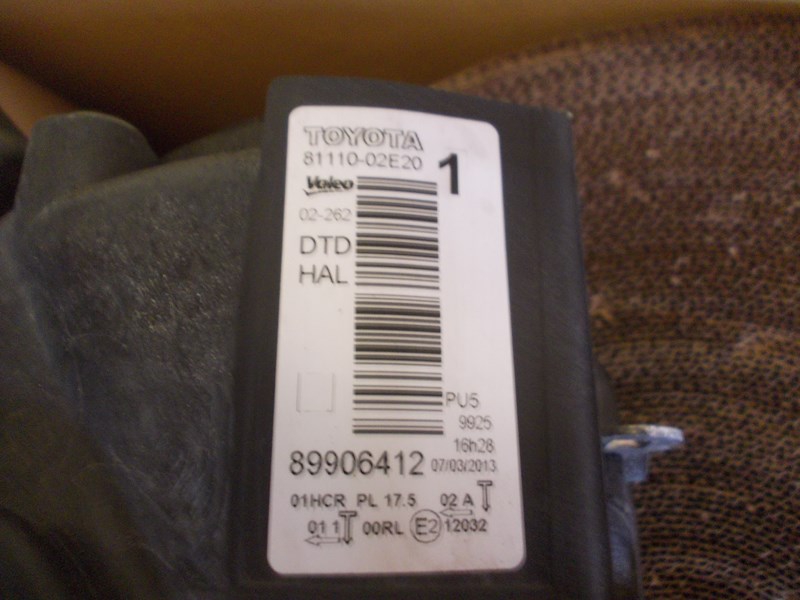 TOYOTA
81110-02E20 1
Valeo
02-262
DTD
HAL
PU5
9925
16h28
89906412 07/03/2013
01HCR PL 17.5 02 A
01 1 00RL E2 12032